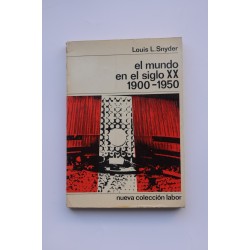 Louis L. Snyder
el mundo
en el siglo XX
1900-1950
nueva colección labor